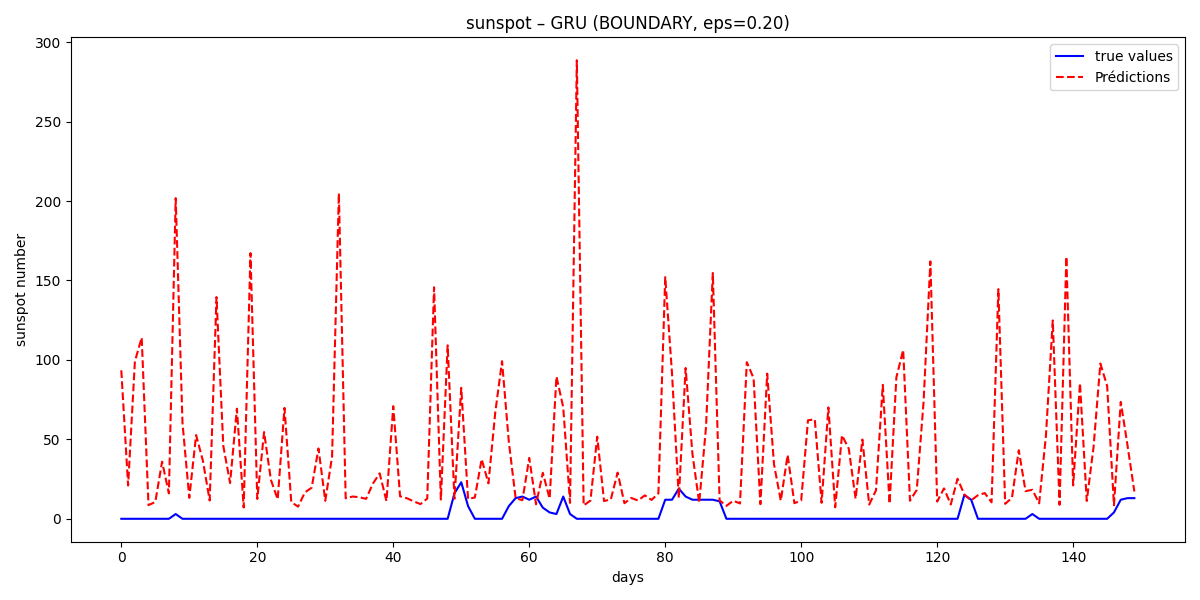 sunspot – GRU (BOUNDARY, eps=0.20)
300
250
200
150
100
50
0
sunspot number
true values
Prédictions
0 20 40 60 80 100 120 140
days